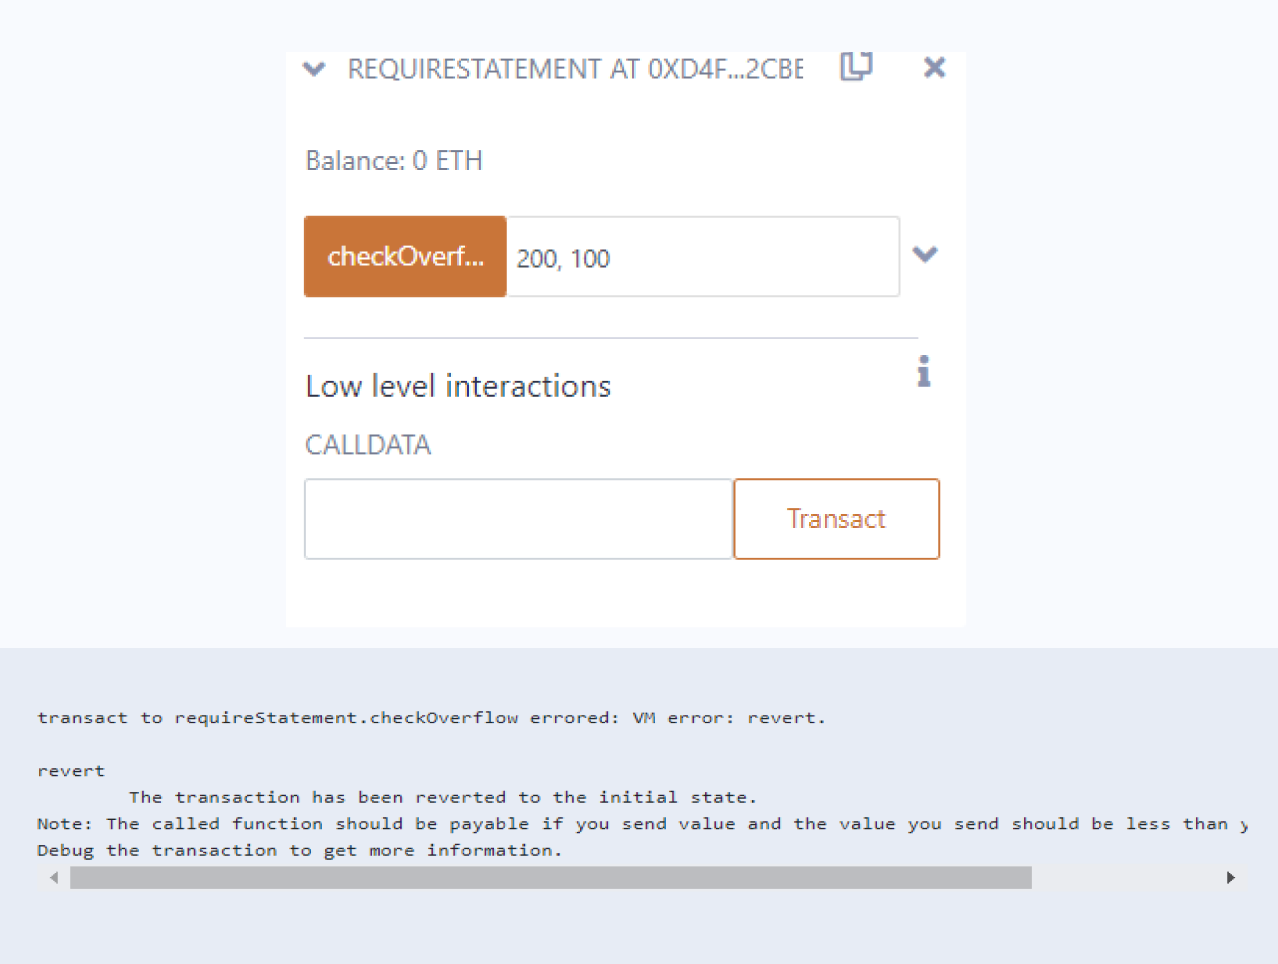 REQUIRESTATEMENT AT 0XD4F...2CBE
Balance: 0 ETH
checkOverf... 200, 100
Low level interactions
CALLDATA
Transact
transact to requireStatement.checkOverflow errored: VM error: revert.
revert
The transaction has been reverted to the initial state.
Note: The called function should be payable if you send value and the value you send should be less than y
Debug the transaction to get more information.